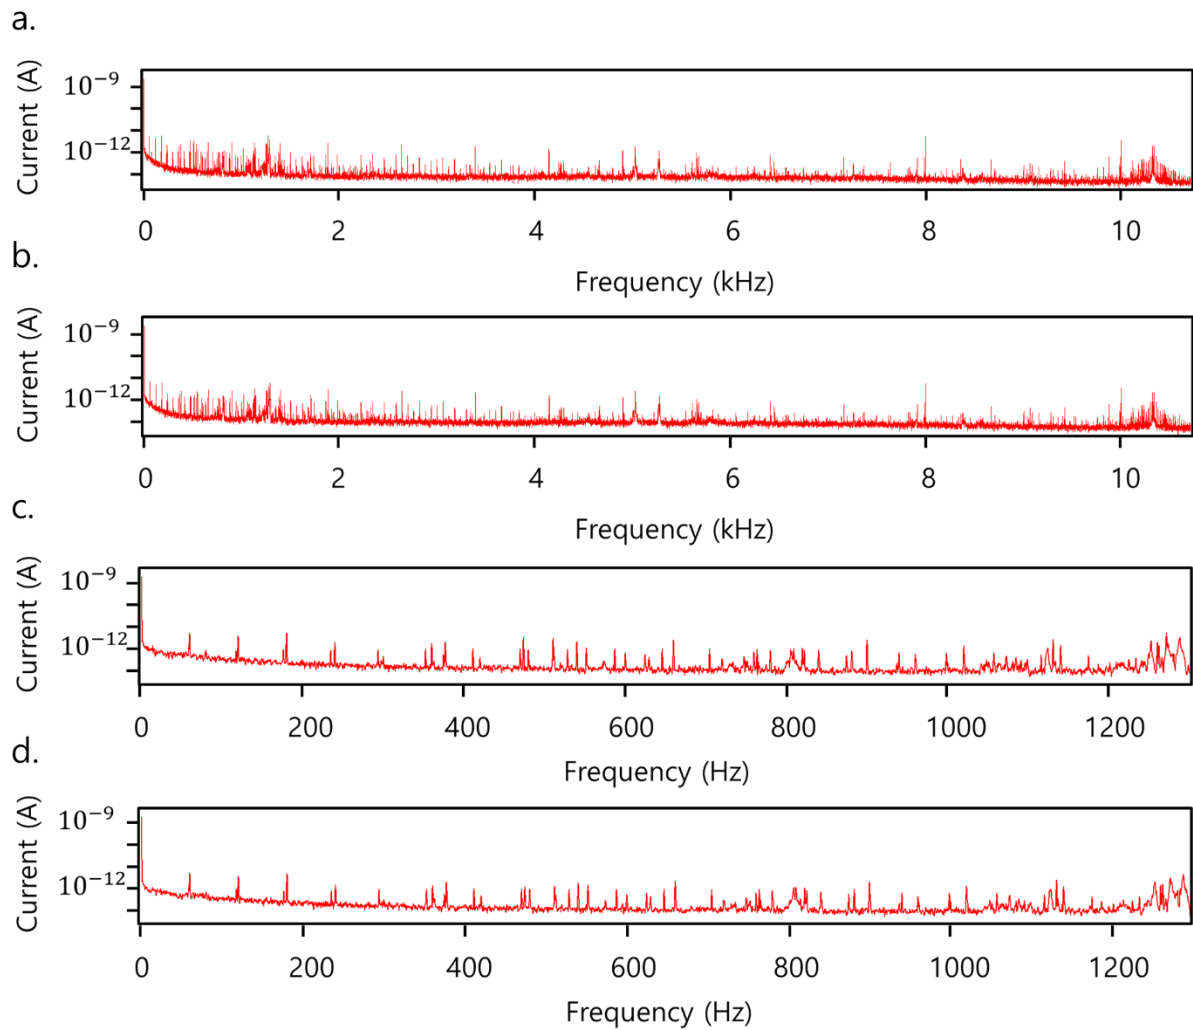 a.
Current (A)
10⁻⁹
10⁻¹²
0 2 4 6 8 10
Frequency (kHz)
b.
Current (A)
10⁻⁹
10⁻¹²
0 2 4 6 8 10
Frequency (kHz)
c.
Current (A)
10⁻⁹
10⁻¹²
0 200 400 600 800 1000 1200
Frequency (Hz)
d.
Current (A)
10⁻⁹
10⁻¹²
0 200 400 600 800 1000 1200
Frequency (Hz)